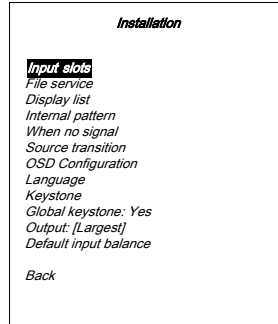 Installation
Input slots
File service
Display list
Internal pattern
When no signal
Source transition
OSD Configuration
Language
Keystone
Global keystone: Yes
Output: [Largest]
Default input balance
Back